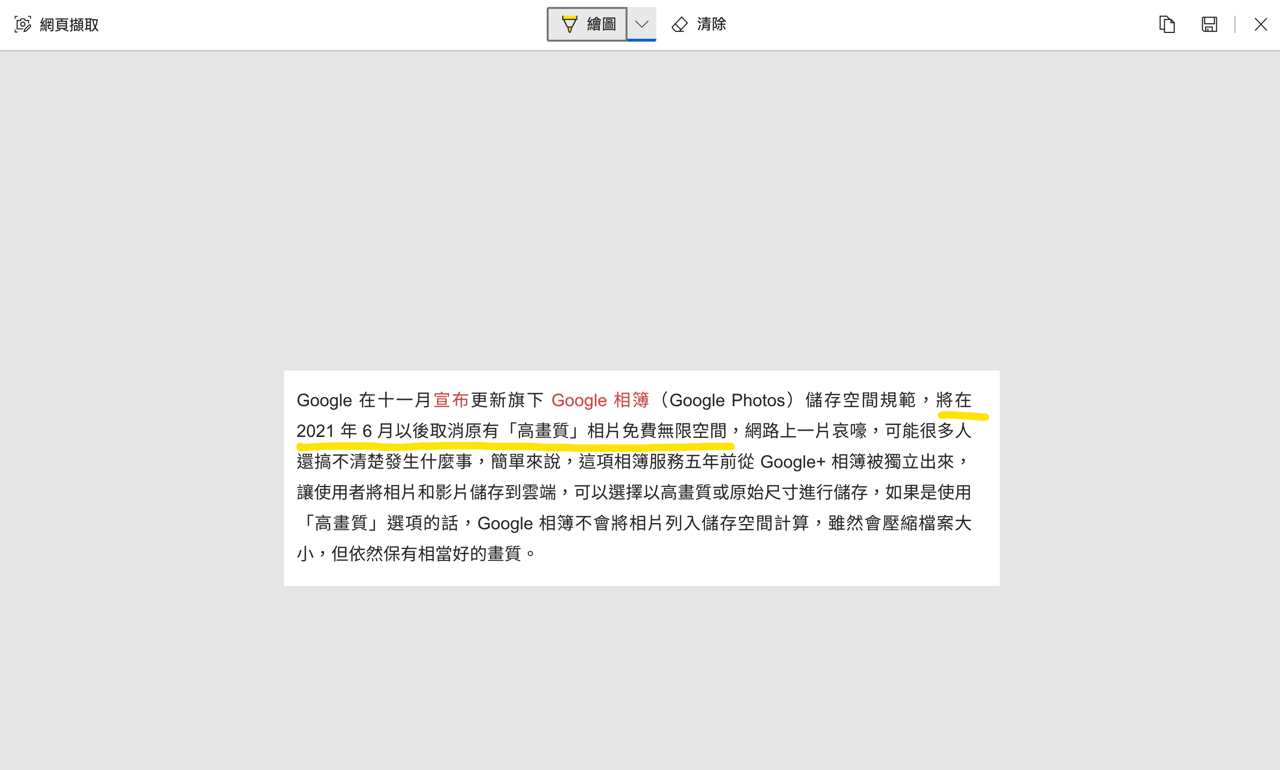 網頁擷取
繪圖
清除
Google 在十一月宣布更新旗下 Google 相簿（Google Photos）儲存空間規範，將在
2021 年 6 月以後取消原有「高畫質」相片免費無限空間，網路上一片哀嚎，可能很多人
還搞不清楚發生什麼事，簡單來說，這項相簿服務五年前從 Google+ 相簿被獨立出來，
讓使用者將相片和影片儲存到雲端，可以選擇以高畫質或原始尺寸進行儲存，如果是使用
「高畫質」選項的話，Google 相簿不會將相片列入儲存空間計算，雖然會壓縮檔案大
小，但依然保有相當好的畫質。